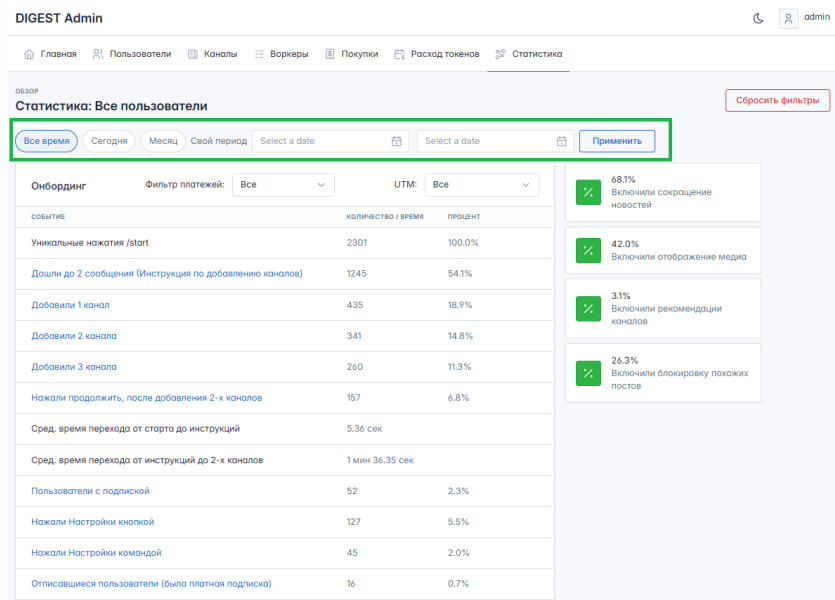 DIGEST Admin
admin
Главная Пользователи Каналы Воркеры Покупки Расход токенов Статистика
ОБЗОР
Статистика: Все пользователи
Сбросить фильтры
Все время Сегодня Месяц Свой период Select a date Select a date Применить
Онбординг Фильтр платежей: Все UTM: Все
СОБЫТИЕ КОЛИЧЕСТВО / ВРЕМЯ ПРОЦЕНТ
Уникальные нажатия /start 2301 100.0%
Дошли до 2 сообщения (Инструкция по добавлению каналов) 1245 54.1%
Добавили 1 канал 435 18.9%
Добавили 2 канала 341 14.8%
Добавили 3 канала 260 11.3%
Нажали продолжить, после добавления 2-х каналов 157 6.8%
Сред. время перехода от старта до инструкций 5.36 сек
Сред. время перехода от инструкций до 2-х каналов 1 мин 36.35 сек
Пользователи с подпиской 52 2.3%
Нажали Настройки кнопкой 127 5.5%
Нажали Настройки командой 45 2.0%
Отписавшиеся пользователи (была платная подписка) 16 0.7%
68.1%
Включили сокращение
новостей
42.0%
Включили отображение медиа
3.1%
Включили рекомендации
каналов
26.3%
Включили блокировку похожих
постов